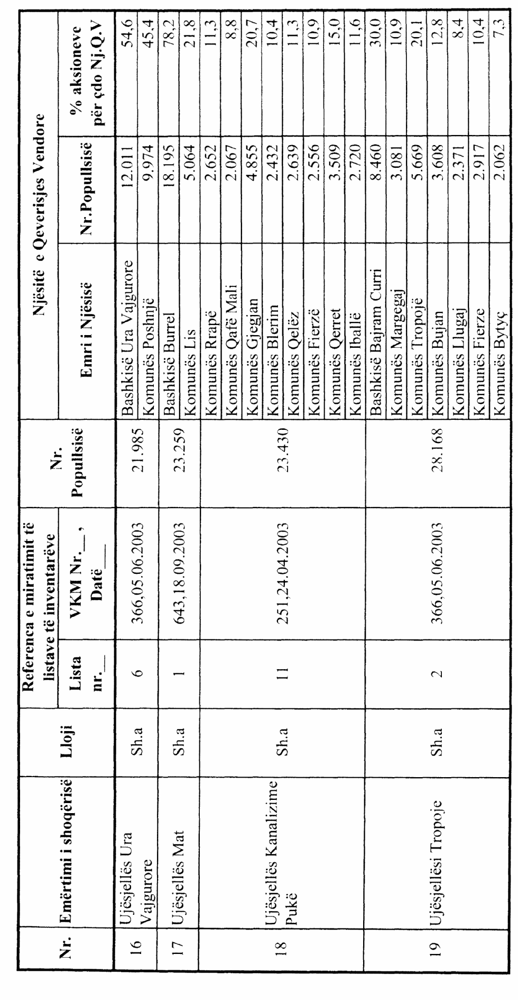 Nr. Emërtimi i shoqërisë Lloji Referenca e miratimit të listave të inventarëve Nr. Popullsisë Njësitë e Qeverisjes Vendore
Lista nr.__ VKM Nr.__, Datë___ Emri i Njësisë Nr.Populisisë % aksioneve për çdo Nj.Q.V
16 Ujësjellës Ura Vajgurore Sh.a 6 366,05.06.2003 21.985 Bashkisë Ura Vajgurore 12.011 54,6
Komunës Poshnjë 9.974 45,4
17 Ujësjellës Mat Sh.a 1 643,18.09.2003 23.259 Bashkisë Burrel 18.195 78,2
Komunës Lis 5.064 21,8
18 Ujësjellës Kanalizime Pukë Sh.a 11 251,24.04.2003 23.430 Komunës Rrapë 2.652 11,3
Komunës Qafë Mali 2.067 8,8
Komunës Gjegjan 4.855 20,7
Komunës Blerim 2.432 10,4
Komunës Qelëz 2.639 11,3
Komunës Fierzë 2.556 10,9
Komunës Qerret 3.509 15,0
Komunës Iballë 2.720 11,6
19 Ujësjellësi Tropoje Sh.a 2 366,05.06.2003 28.168 Bashkisë Bajram Curri 8.460 30,0
Komunës Margegaj 3.081 10,9
Komunës Tropojë 5.669 20,1
Komunës Bujan 3.608 12,8
Komunës Llugaj 2.371 8,4
Komunës Fierze 2.917 10,4
Komunës Bytyç 2.062 7,3